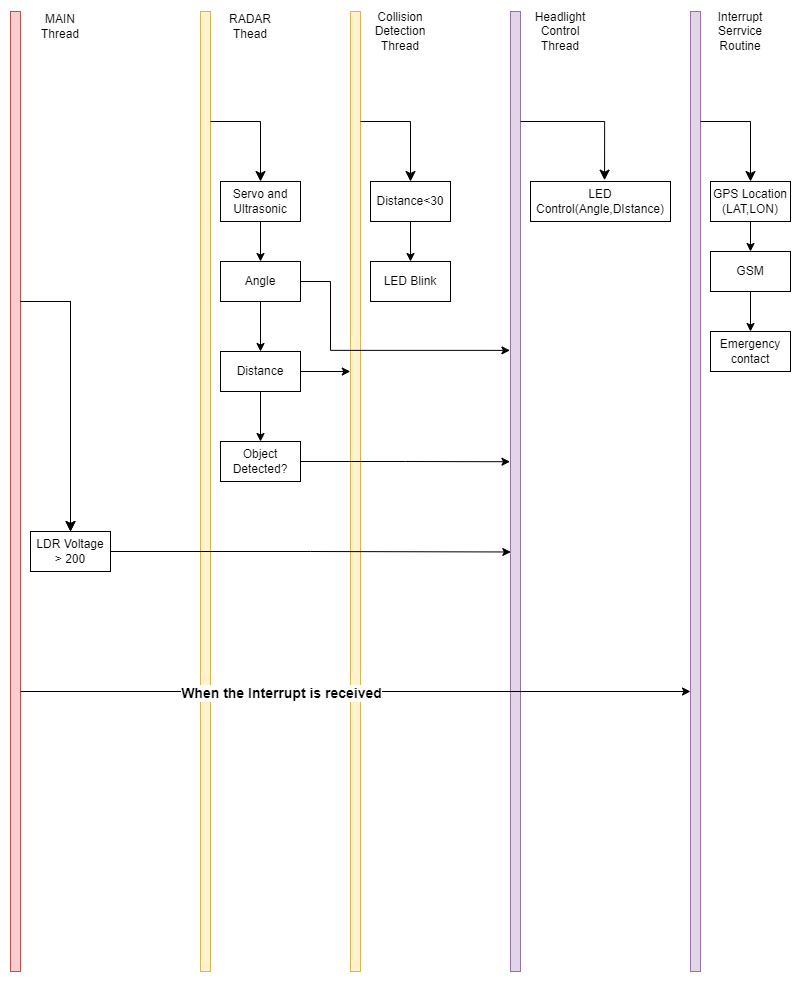 MAIN
Thread
RADAR
Thead
Collision
Detection
Thread
Headlight
Control
Thread
Interrupt
Serrvice
Routine
Servo and
Ultrasonic
Distance<30
LED
Control(Angle,DIstance)
GPS Location
(LAT,LON)
Angle
LED Blink
GSM
Distance
Emergency
contact
Object
Detected?
LDR Voltage
> 200
When the Interrupt is received